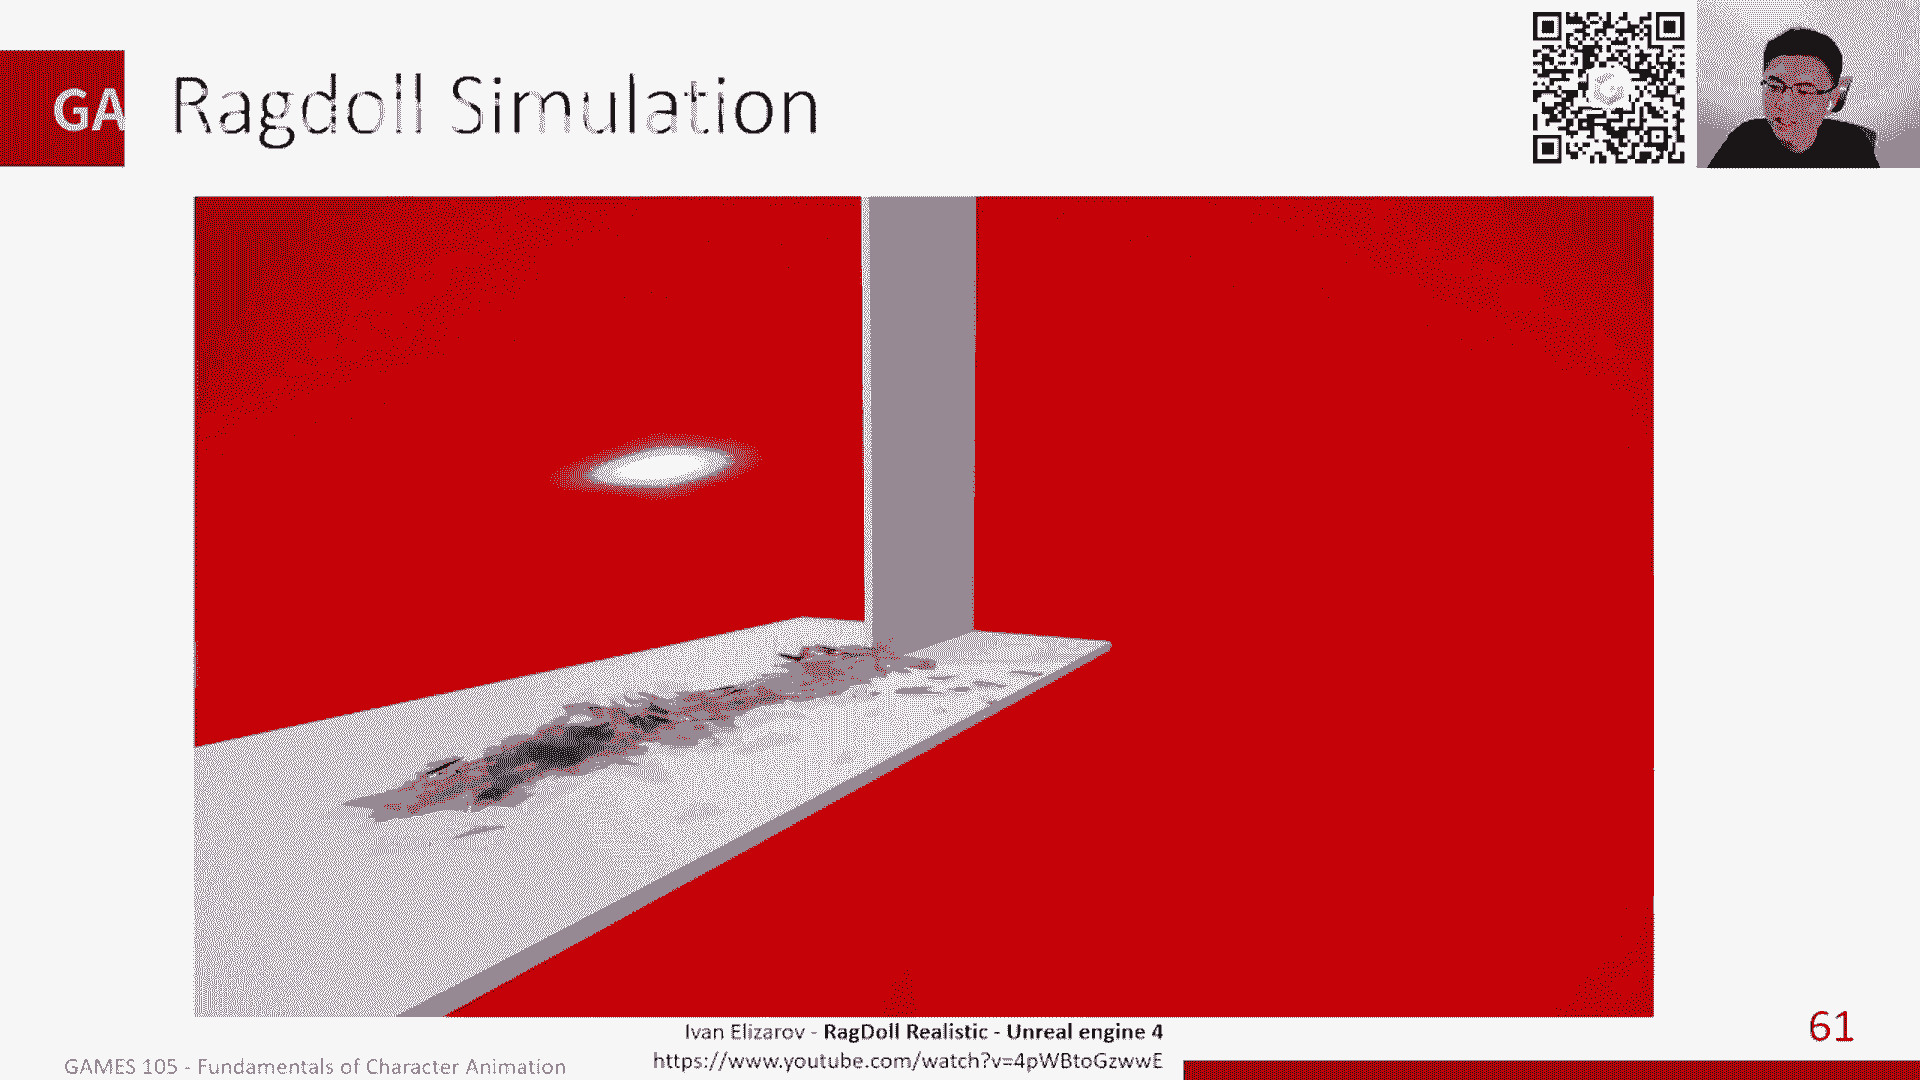 GA
Ragdoll Simulation
Ivan Elizarov - RagDoll Realistic - Unreal engine 4
https://www.youtube.com/watch?v=4pWBtoGzwwE
GAMES 105 - Fundamentals of Character Animation
61